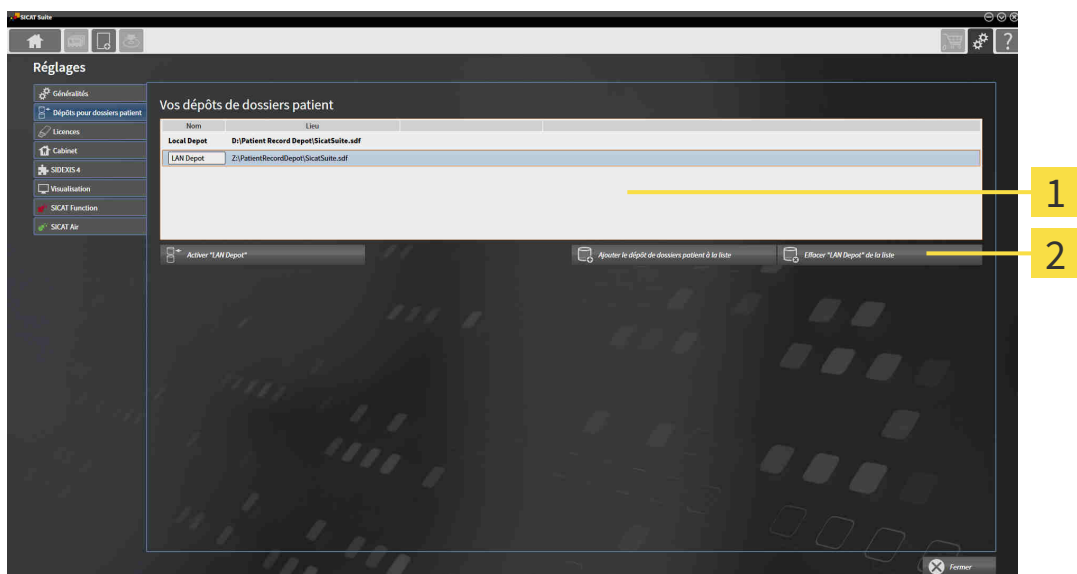 SICAT Suite
?
Réglages
Généralités
Dépôts pour dossiers patient
Licences
Cabinet
SIDEXIS 4
Visualisation
SICAT Function
SICAT Air
Vos dépôts de dossiers patient
Nom Lieu
Local Depot D:\Patient Record Depot\SicatSuite.sdf
LAN Depot Z:\PatientRecordDepot\SicatSuite.sdf
1
Activer "LAN Depot" Ajouter le dépôt de dossiers patient à la liste Effacer "LAN Depot" de la liste
2
Fermer